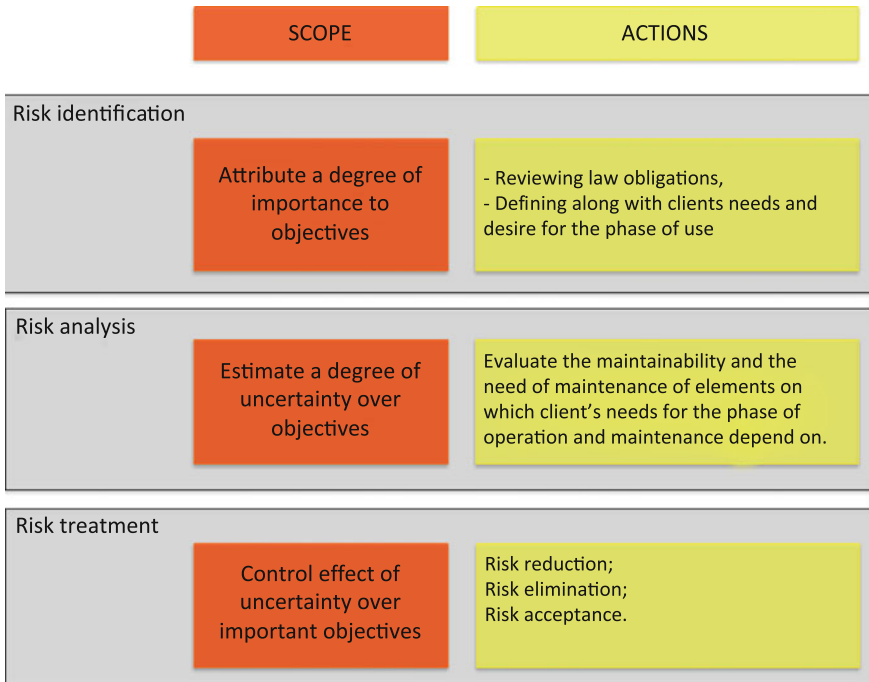 SCOPE
ACTIONS
Risk identification
Attribute a degree of
importance to
objectives
- Reviewing law obligations,
- Defining along with clients needs and
desire for the phase of use
Risk analysis
Estimate a degree of
uncertainty over
objectives
Evaluate the maintainability and the
need of maintenance of elements on
which client’s needs for the phase of
operation and maintenance depend on.
Risk treatment
Control effect of
uncertainty over
important objectives
Risk reduction;
Risk elimination;
Risk acceptance.